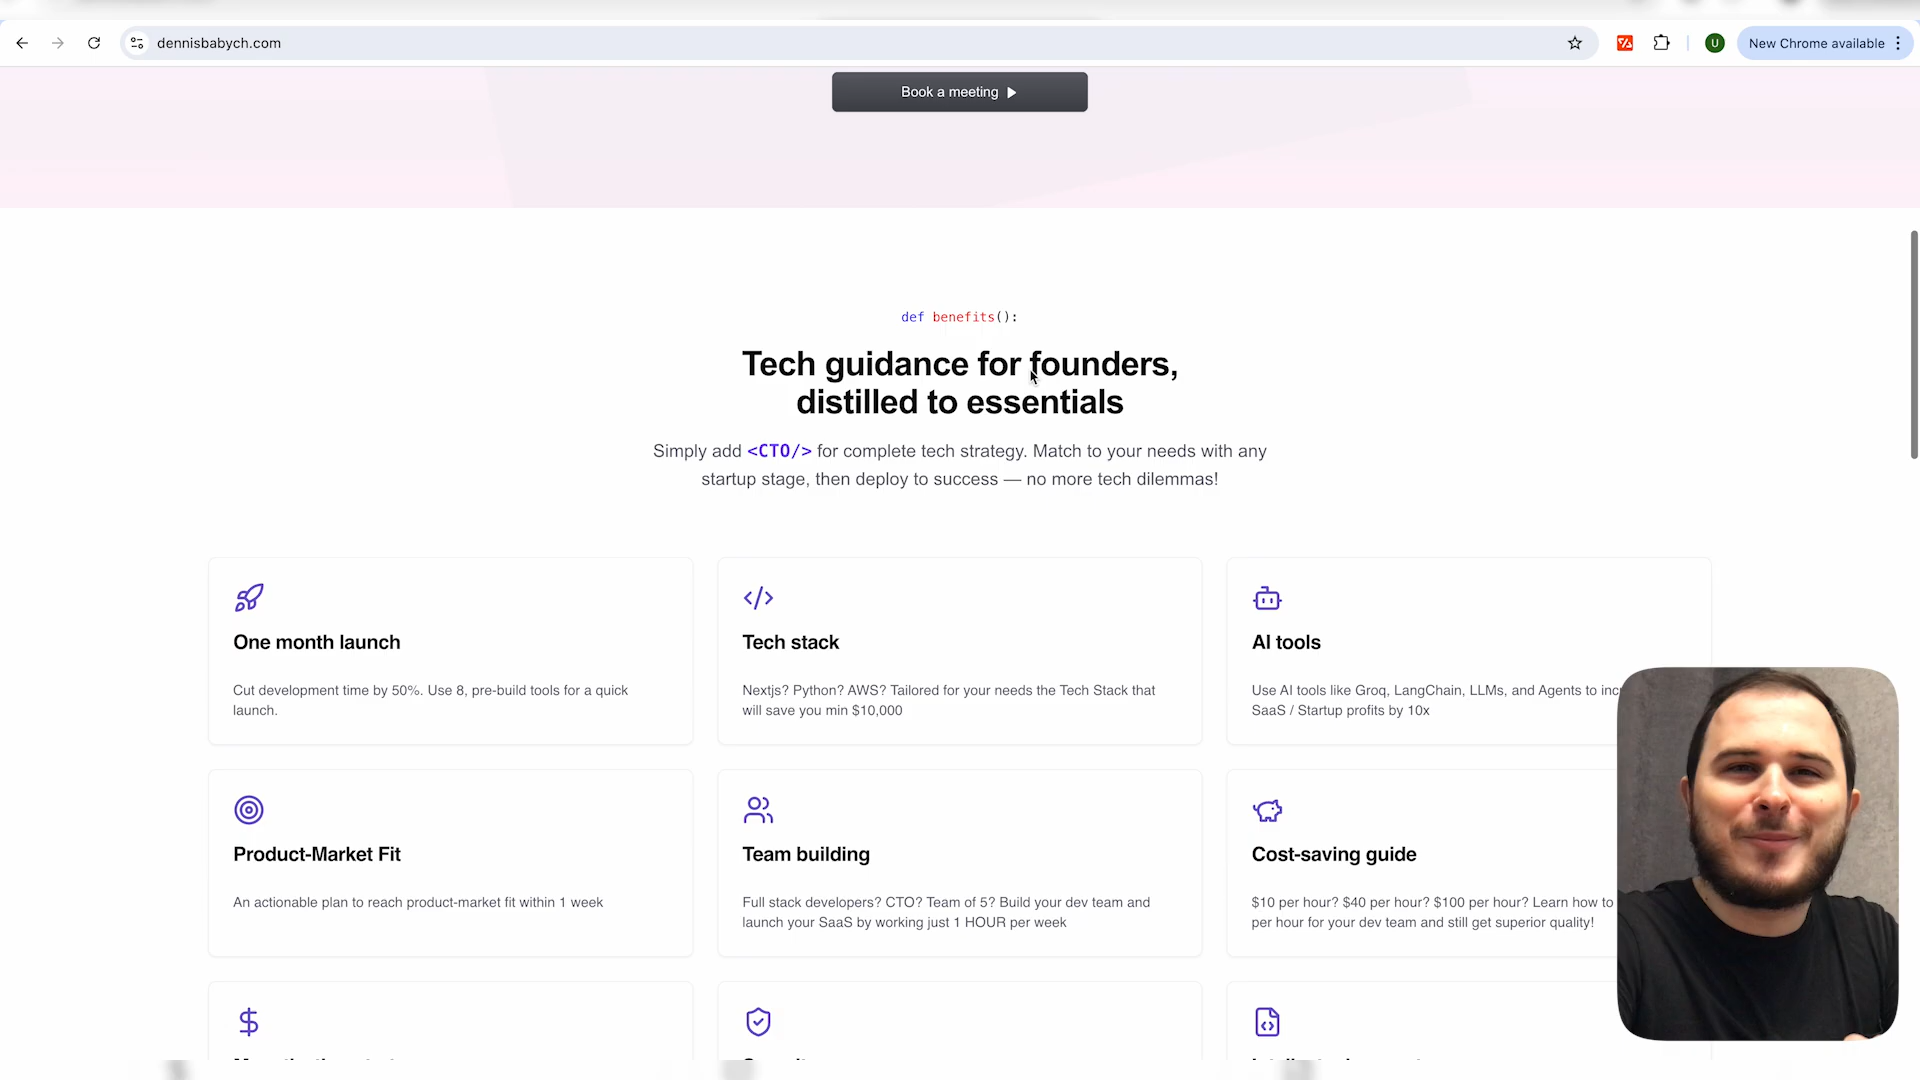 dennisbabych.com
U
New Chrome available
Book a meeting
def benefits():
Tech guidance for founders,
distilled to essentials
Simply add <CTO/> for complete tech strategy. Match to your needs with any
startup stage, then deploy to success — no more tech dilemmas!
One month launch
Cut development time by 50%. Use 8, pre-build tools for a quick
launch.
Tech stack
Nextjs? Python? AWS? Tailored for your needs the Tech Stack that
will save you min $10,000
AI tools
Use AI tools like Groq, LangChain, LLMs, and Agents to
SaaS / Startup profits by 10x
Product-Market Fit
An actionable plan to reach product-market fit within 1 week
Team building
Full stack developers? CTO? Team of 5? Build your dev team and
launch your SaaS by working just 1 HOUR per week
Cost-saving guide
$10 per hour? $40 per hour? $100 per hour? Learn how to
per hour for your dev team and still get superior quality!